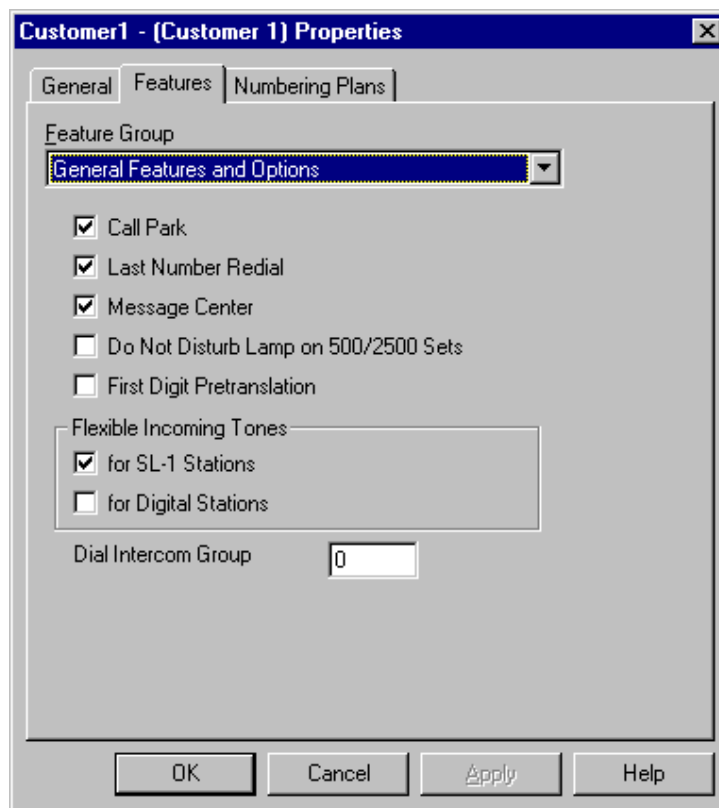 Customer1 - (Customer 1) Properties
General Features Numbering Plans
Feature Group
General Features and Options
Call Park
Last Number Redial
Message Center
Do Not Disturb Lamp on 500/2500 Sets
First Digit Pretranslation
Flexible Incoming Tones
for SL-1 Stations
for Digital Stations
Dial Intercom Group 0
OK Cancel Apply Help